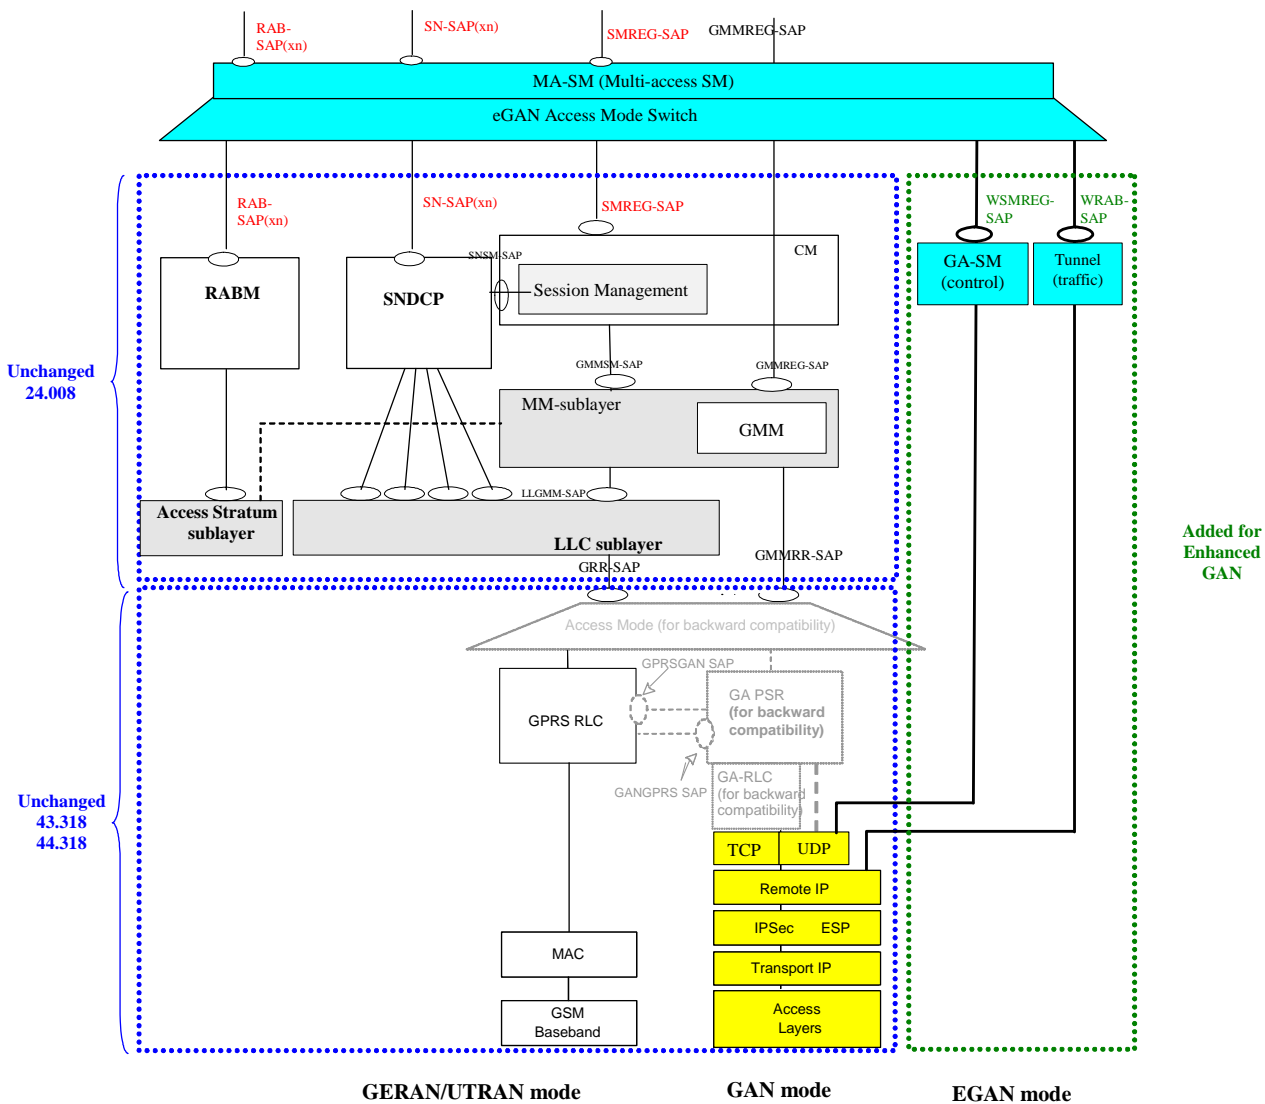 RAB-
SAP(xn)
SN-SAP(xn)
SMREG-SAP
GMMREG-SAP
MA-SM (Multi-access SM)
eGAN Access Mode Switch
RAB-
SAP(xn)
SN-SAP(xn)
SMREG-SAP
WSMREG-
SAP
WRAB-
SAP
RABM
SNDCP
SNSM-SAP
CM
Session Management
GA-SM
(control)
Tunnel
(traffic)
Unchanged
24.008
GMMSM-SAP
GMMREG-SAP
MM-sublayer
GMM
LLGMM-SAP
Access Stratum
sublayer
LLC sublayer
GRR-SAP
GMMRR-SAP
Added for
Enhanced
GAN
Access Mode (for backward compatibility)
GPRSGAN SAP
GPRS RLC
GA PSR
(for backward
compatibility)
GANGPRS SAP
GA-RLC
(for backward
compatibility)
Unchanged
43.318
44.318
TCP
UDP
Remote IP
IPSec ESP
MAC
Transport IP
GSM
Baseband
Access
Layers
GERAN/UTRAN mode
GAN mode
EGAN mode